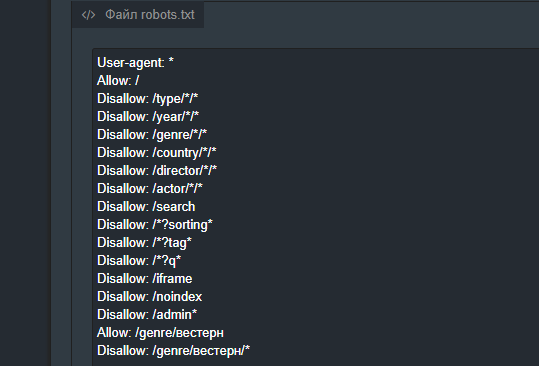 Файл robots.txt
User-agent: *
Allow: /
Disallow: /type/*/*
Disallow: /year/*/*
Disallow: /genre/*/*
Disallow: /country/*/*
Disallow: /director/*/*
Disallow: /actor/*/*
Disallow: /search
Disallow: /*?sorting*
Disallow: /*?tag*
Disallow: /*?q*
Disallow: /iframe
Disallow: /noindex
Disallow: /admin*
Allow: /genre/вестерн
Disallow: /genre/вестерн/*